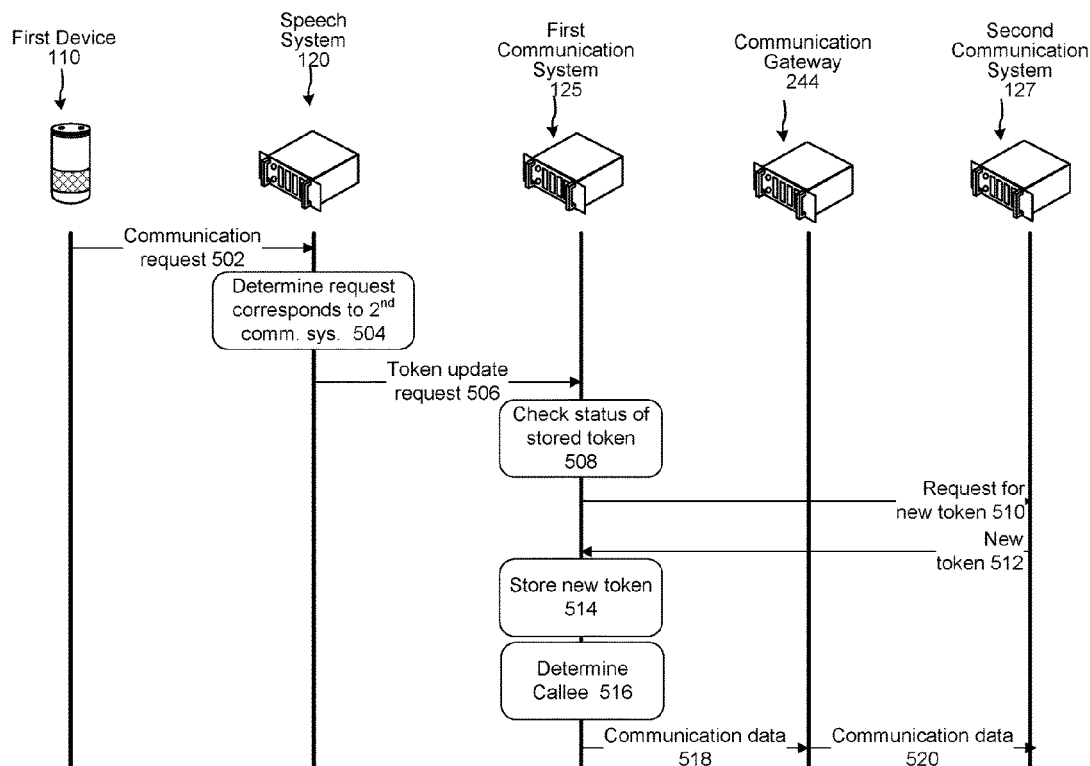 First Device
110
Speech
System
120
First
Communication
System
125
Communication
Gateway
244
Second
Communication
System
127
Communication
request 502
Determine request
corresponds to 2nd
comm. sys. 504
Token update
request 506
Check status of
stored token
508
Request for
new token 510
New
token 512
Store new token
514
Determine
Callee 516
Communication data
518
Communication data
520